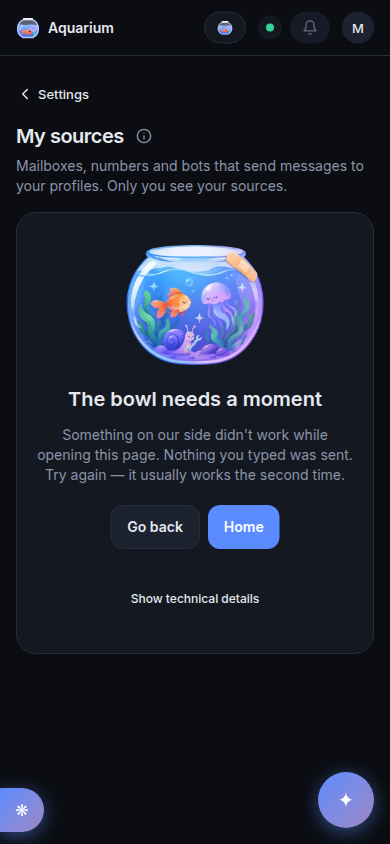 Aquarium
M
Settings
My sources
Mailboxes, numbers and bots that send messages to
your profiles. Only you see your sources.
The bowl needs a moment
Something on our side didn't work while
opening this page. Nothing you typed was sent.
Try again — it usually works the second time.
Go back
Home
Show technical details